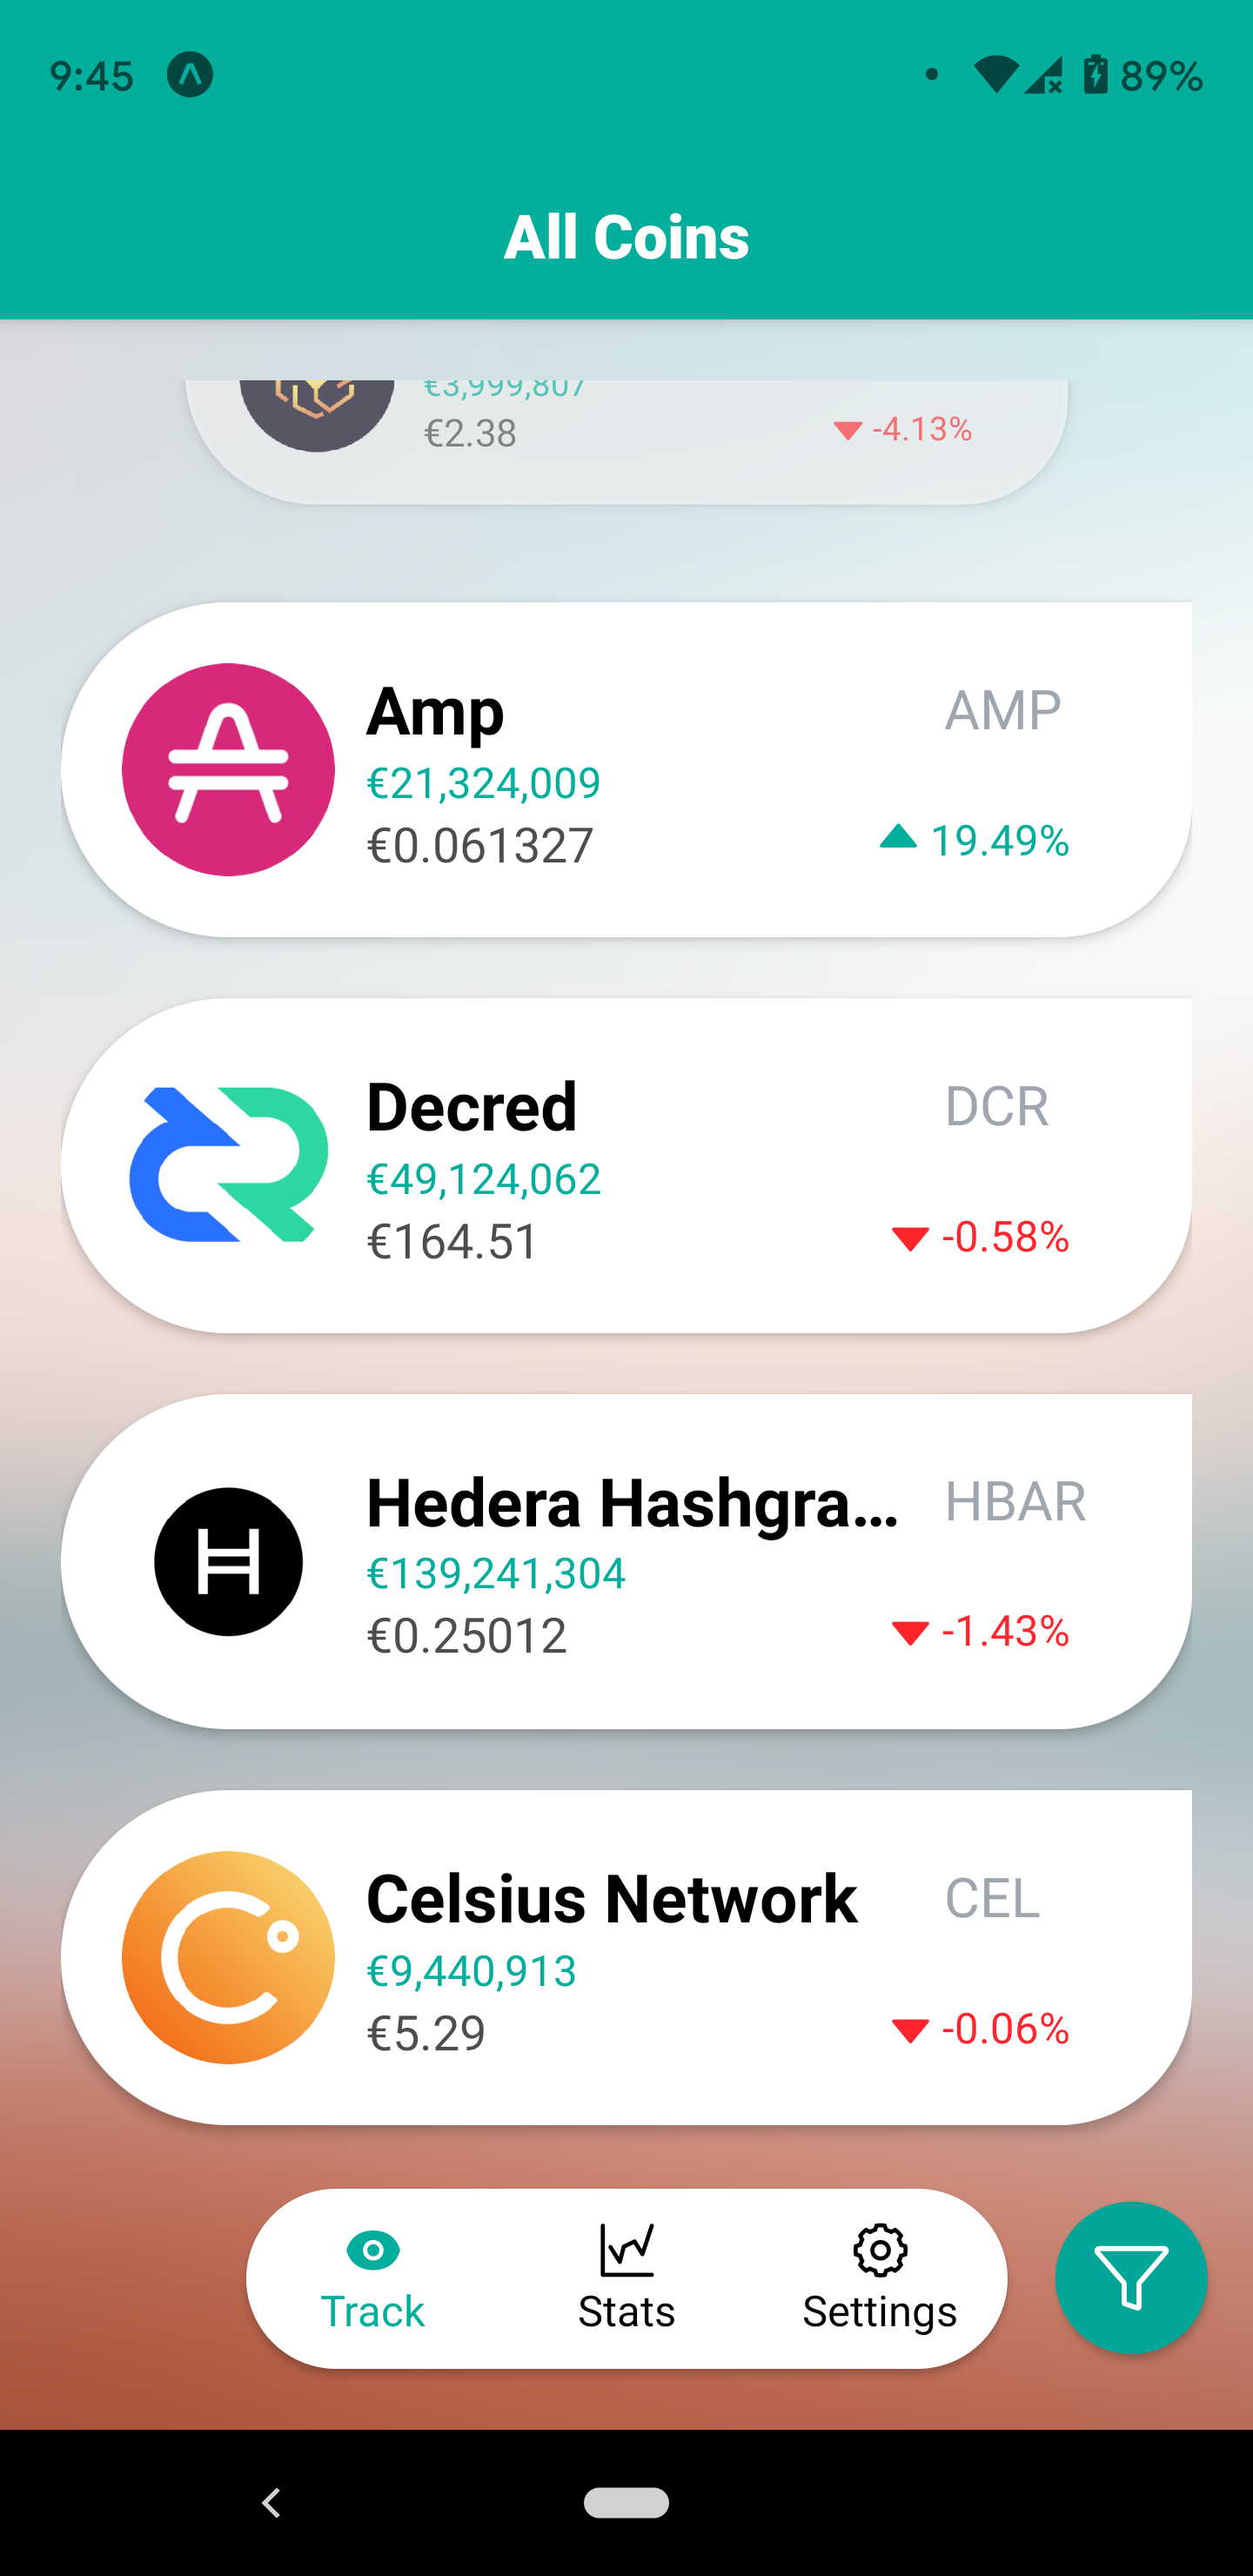 9:45
89%
All Coins
€3,999,807
€2.38
-4.13%
Amp
AMP
€21,324,009
€0.061327
19.49%
Decred
DCR
€49,124,062
€164.51
-0.58%
Hedera Hashgra...
HBAR
€139,241,304
€0.25012
-1.43%
Celsius Network
CEL
€9,440,913
€5.29
-0.06%
Track
Stats
Settings